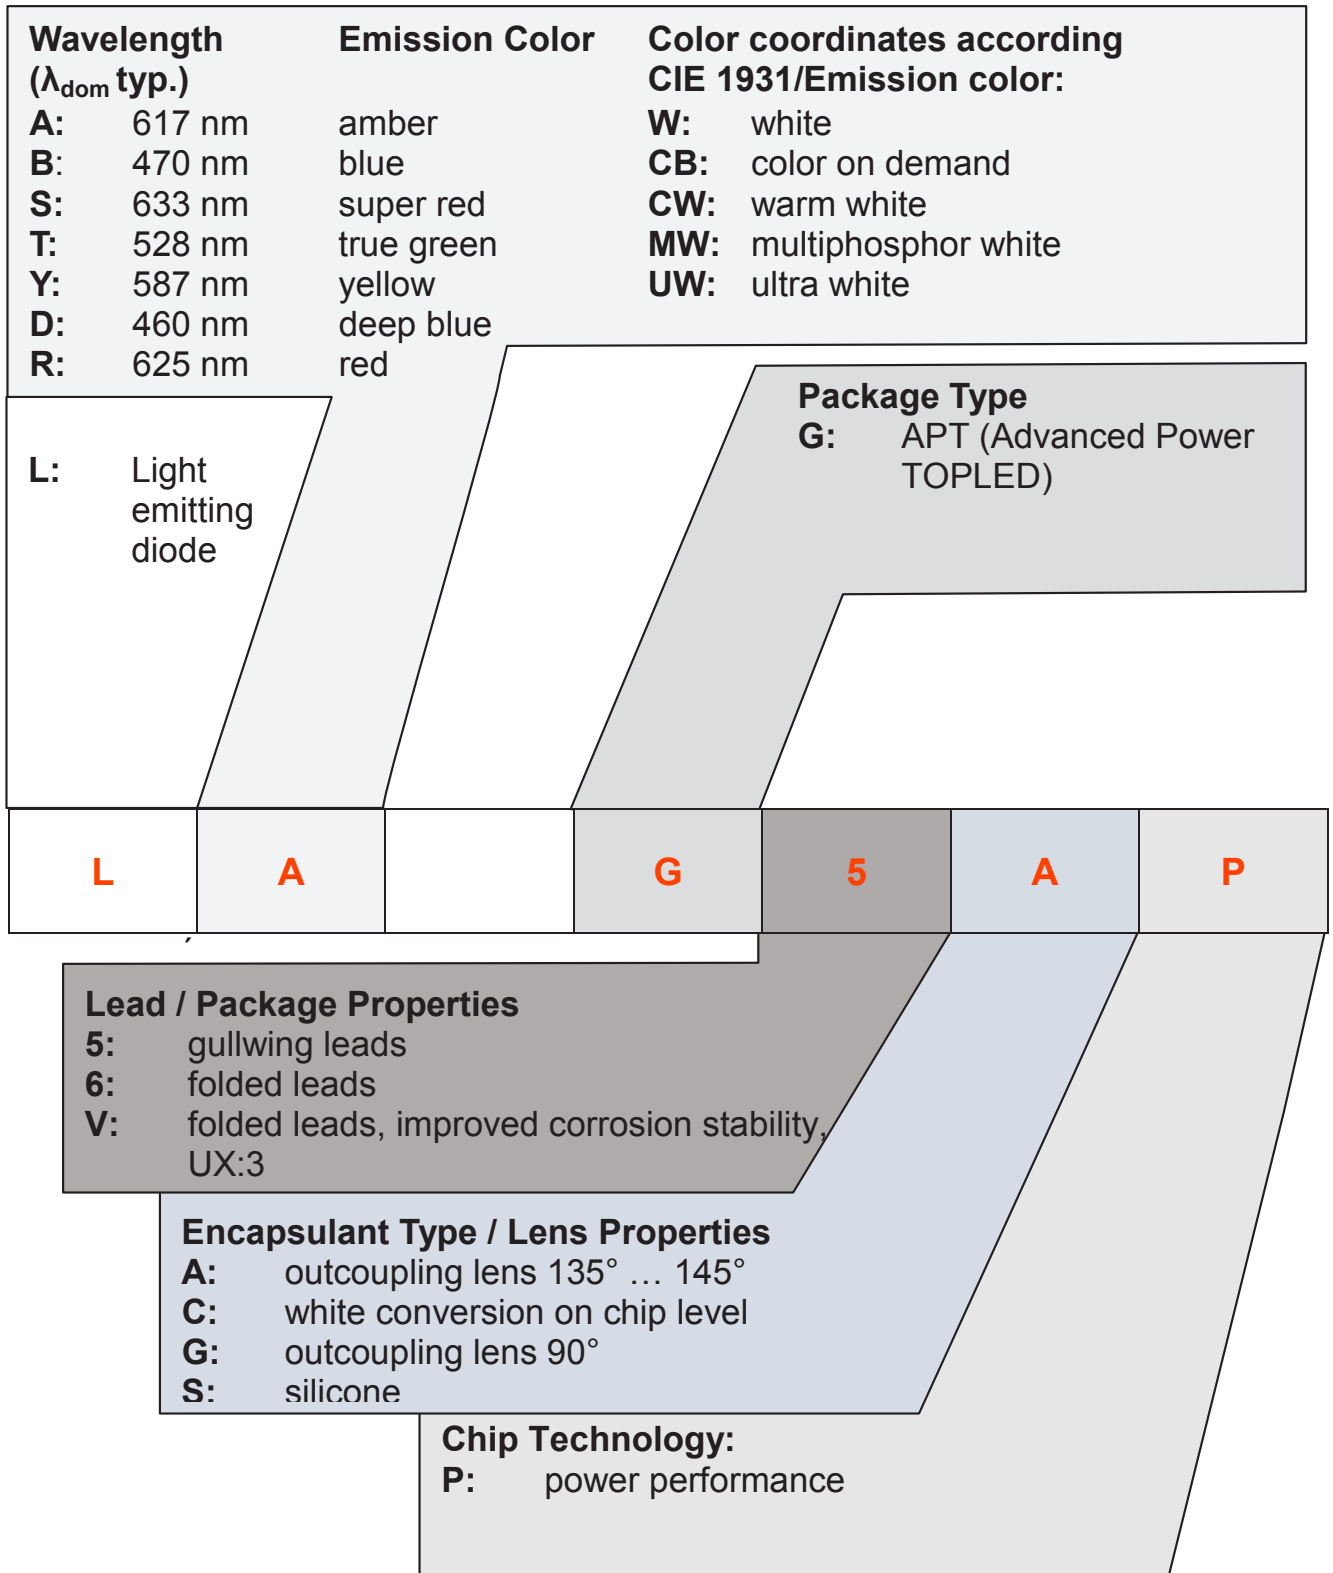 Wavelength Emission Color Color coordinates according
(λdom typ.) CIE 1931/Emission color:
A: 617 nm amber W: white
B: 470 nm blue CB: color on demand
S: 633 nm super red CW: warm white
T: 528 nm true green MW: multiphosphor white
Y: 587 nm yellow UW: ultra white
D: 460 nm deep blue
R: 625 nm red
Package Type
G: APT (Advanced Power
TOPLED)
L: Light
emitting
diode
L A G 5 A P
Lead / Package Properties
5: gullwing leads
6: folded leads
V: folded leads, improved corrosion stability,
UX:3
Encapsulant Type / Lens Properties
A: outcoupling lens 135° … 145°
C: white conversion on chip level
G: outcoupling lens 90°
S: silicone
Chip Technology:
P: power performance